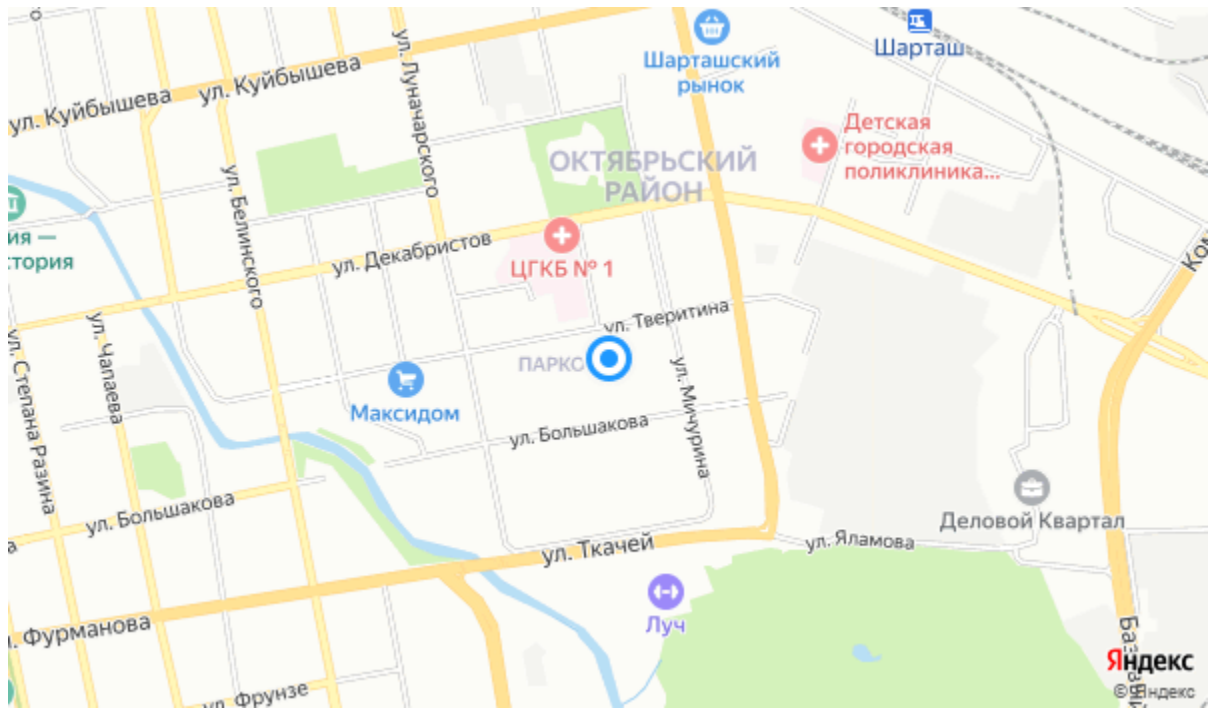 Шарташ
Шарташский
рынок
ул. Куйбышева
ул. Куйбышева
ул. Луначарского
Детская
городская
поликлиника...
ОКТЯБРЬСКИЙ
РАЙОН
ул. Белинского
ия —
стория
ул. Декабристов
ЦГКБ № 1
Ком
ул. Тверитина
ПАРКО
ул. Чапаева
ул. Степана Разина
Максидом
ул. Мичурина
ул. Большакова
ул. Большакова
а
Деловой Квартал
ул. Ткачей
ул. Яламова
Луч
л. Фурманова
ул. Фрунзе
Яндекс
© Яндекс